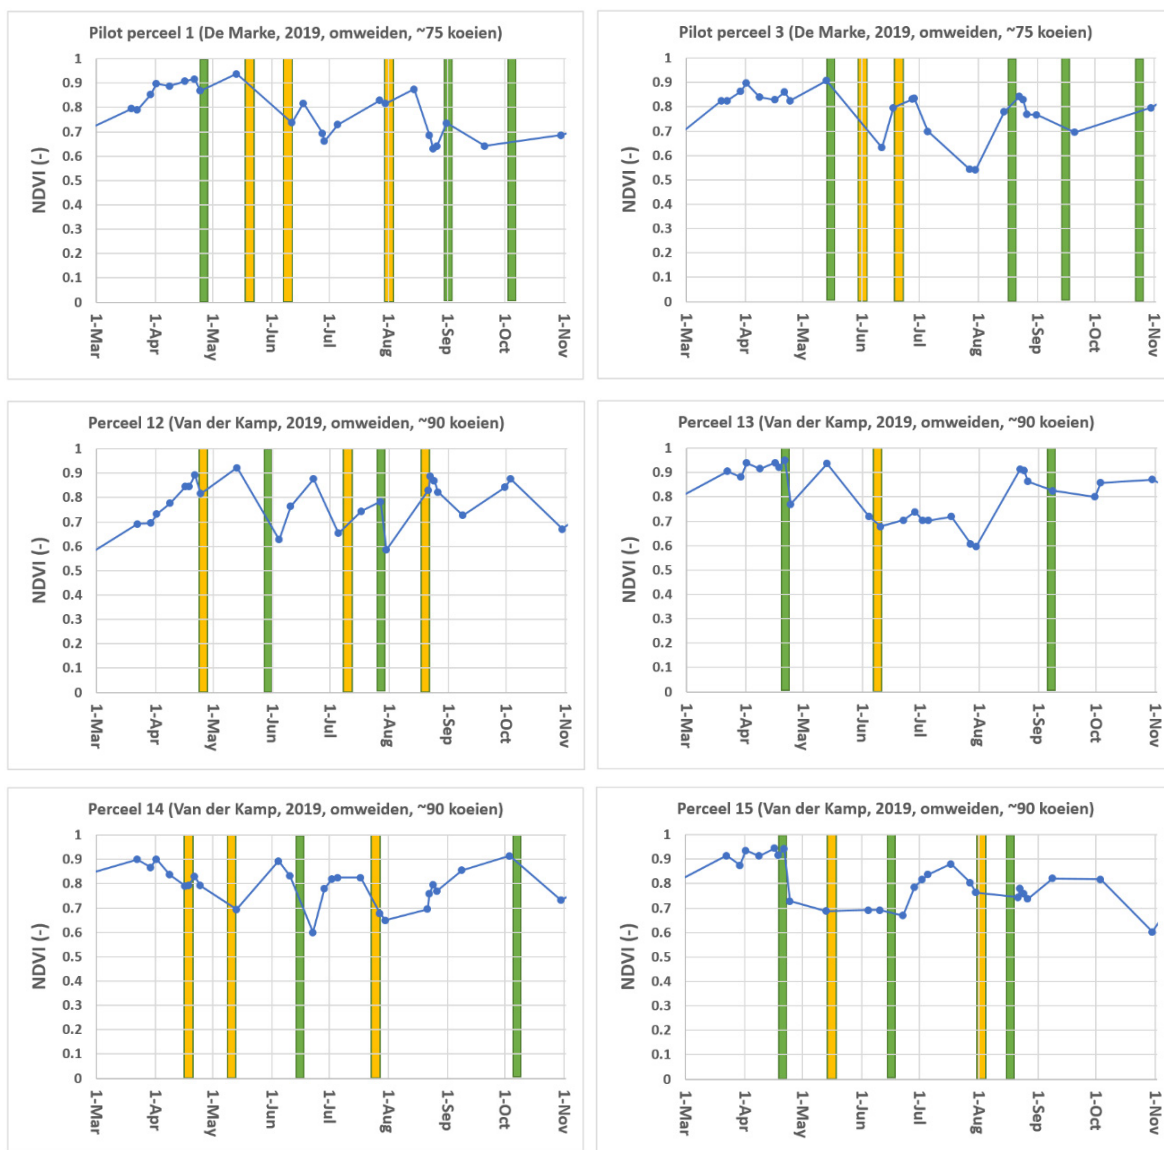 Pilot perceel 1 (De Marke, 2019, omweiden, ~75 koeien)
1
0.9
0.8
0.7
0.6
0.5
0.4
0.3
0.2
0.1
0
NDVI (-)
1-Mar
1-Apr
1-May
1-Jun
1-Jul
1-Aug
1-Sep
1-Oct
1-Nov
Pilot perceel 3 (De Marke, 2019, omweiden, ~75 koeien)
1
0.9
0.8
0.7
0.6
0.5
0.4
0.3
0.2
0.1
0
NDVI (-)
1-Mar
1-Apr
1-May
1-Jun
1-Jul
1-Aug
1-Sep
1-Oct
1-Nov
Perceel 12 (Van der Kamp, 2019, omweiden, ~90 koeien)
1
0.9
0.8
0.7
0.6
0.5
0.4
0.3
0.2
0.1
0
NDVI (-)
1-Mar
1-Apr
1-May
1-Jun
1-Jul
1-Aug
1-Sep
1-Oct
1-Nov
Perceel 13 (Van der Kamp, 2019, omweiden, ~90 koeien)
1
0.9
0.8
0.7
0.6
0.5
0.4
0.3
0.2
0.1
0
NDVI (-)
1-Mar
1-Apr
1-May
1-Jun
1-Jul
1-Aug
1-Sep
1-Oct
1-Nov
Perceel 14 (Van der Kamp, 2019, omweiden, ~90 koeien)
1
0.9
0.8
0.7
0.6
0.5
0.4
0.3
0.2
0.1
0
NDVI (-)
1-Mar
1-Apr
1-May
1-Jun
1-Jul
1-Aug
1-Sep
1-Oct
1-Nov
Perceel 15 (Van der Kamp, 2019, omweiden, ~90 koeien)
1
0.9
0.8
0.7
0.6
0.5
0.4
0.3
0.2
0.1
0
NDVI (-)
1-Mar
1-Apr
1-May
1-Jun
1-Jul
1-Aug
1-Sep
1-Oct
1-Nov